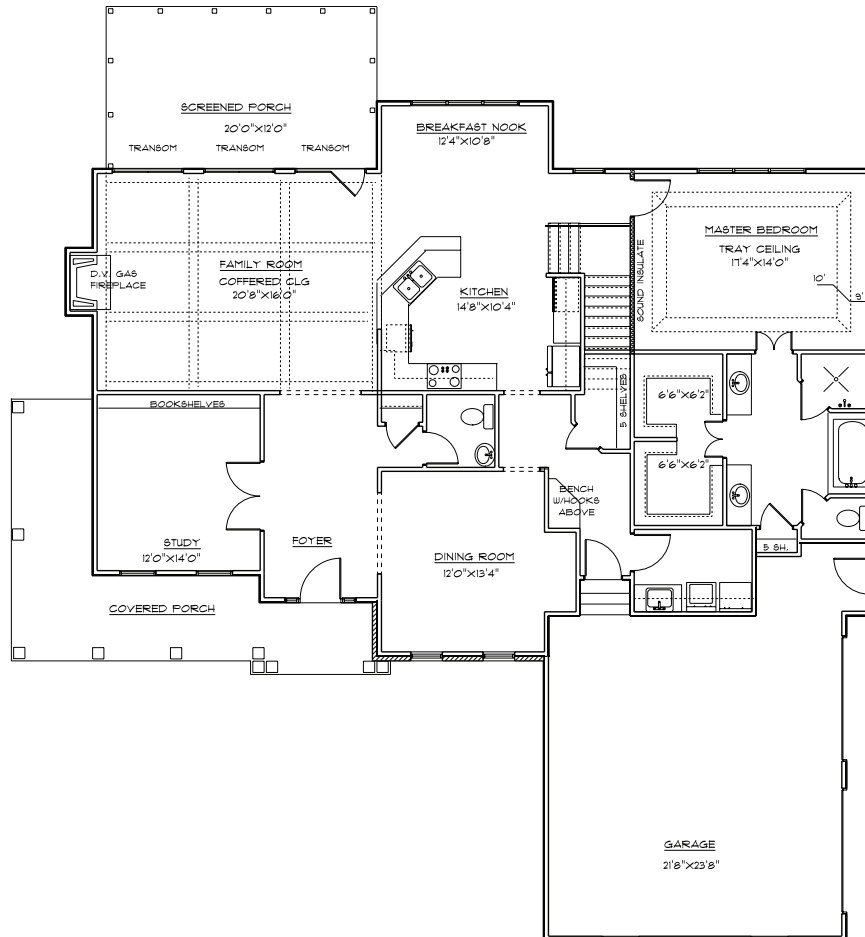 SCREENED PORCH
20'0"X12'0"
TRANSOM
TRANSOM
TRANSOM
BREAKFAST NOOK
12'4"X10'8"
MASTER BEDROOM
TRAY CEILING
17'4"X14'0"
10'
9'
SOUND INSULATE
D.V. GAS
FIREPLACE
FAMILY ROOM
COFFERED CLG
20'8"X16'0"
KITCHEN
14'8"X10'4"
5 SHELVES
6'6"X6'2"
6'6"X6'2"
BOOKSHELVES
BENCH
W/HOOKS
ABOVE
STUDY
12'0"X14'0"
FOYER
DINING ROOM
12'0"X13'4"
5 SH.
COVERED PORCH
GARAGE
21'8"X23'8"